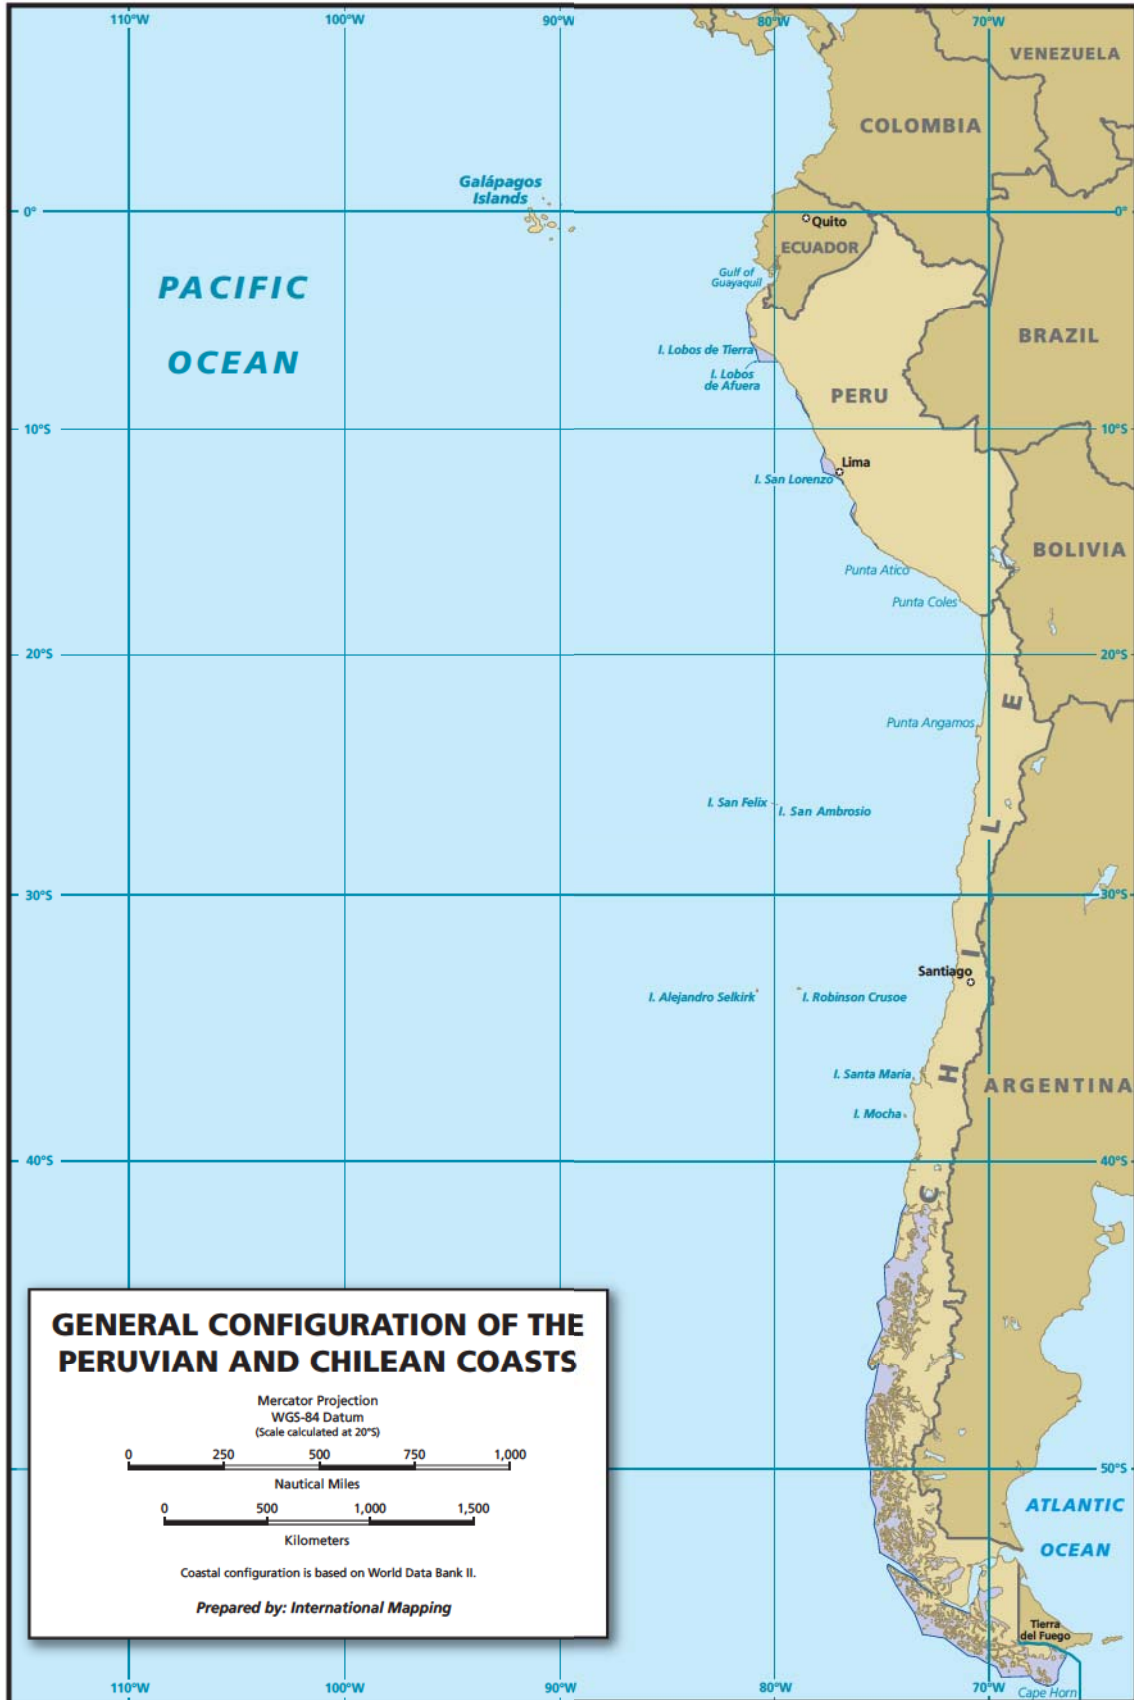 110°W
100°W
90°W
80°W
70°W
VENEZUELA
COLOMBIA
Galápagos
Islands
0°
0°
Quito
ECUADOR
Gulf of
Guayaquil
PACIFIC
OCEAN
BRAZIL
I. Lobos de Tierra
I. Lobos
de Afuera
PERU
10°S
10°S
Lima
I. San Lorenzo
BOLIVIA
Punta Atico
Punta Coles
20°S
20°S
Punta Angamos
I. San Felix
I. San Ambrosio
30°S
30°S
Santiago
I. Alejandro Selkirk
I. Robinson Crusoe
I. Santa Maria
ARGENTINA
I. Mocha
40°S
40°S
CHILE
GENERAL CONFIGURATION OF THE
PERUVIAN AND CHILEAN COASTS
Mercator Projection
WGS-84 Datum
(Scale calculated at 20°S)
0 250 500 750 1,000
Nautical Miles
0 500 1,000 1,500
Kilometers
Coastal configuration is based on World Data Bank II.
Prepared by: International Mapping
50°S
ATLANTIC
OCEAN
Tierra
del Fuego
Cape Horn
110°W
100°W
90°W
80°W
70°W